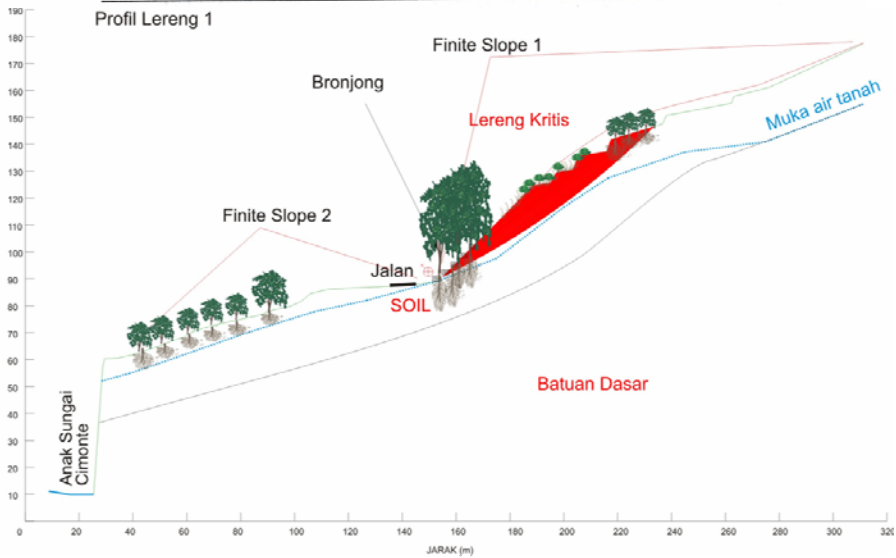 190
Profil Lereng 1
Finite Slope 1
180
170
Bronjong
160
Muka air tanah
150
Lereng Kritis
140
130
120
Finite Slope 2
110
100
90
Jalan
80
SOIL
70
60
Batuan Dasar
50
40
30
Anak Sungai
Cimonte
20
10
0 20 40 60 80 100 120 140 160 180 200 220 240 260 280 300 320
JARAK (m)